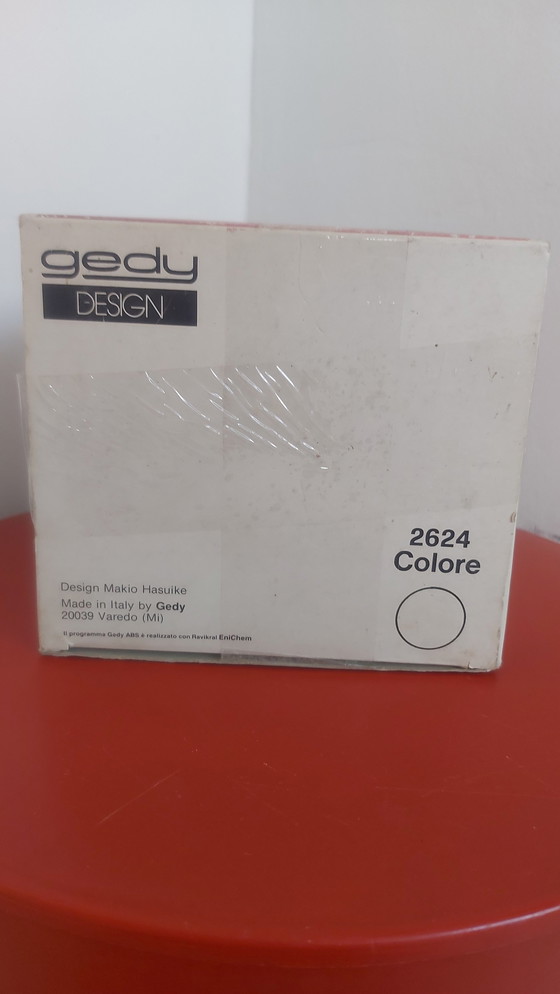 gedy
DESIGN
2624
Colore
Design Makio Hasuike
Made in Italy by Gedy
20039 Varedo (Mi)
Il programma Gedy ABS è realizzato con Ravikral EniChem